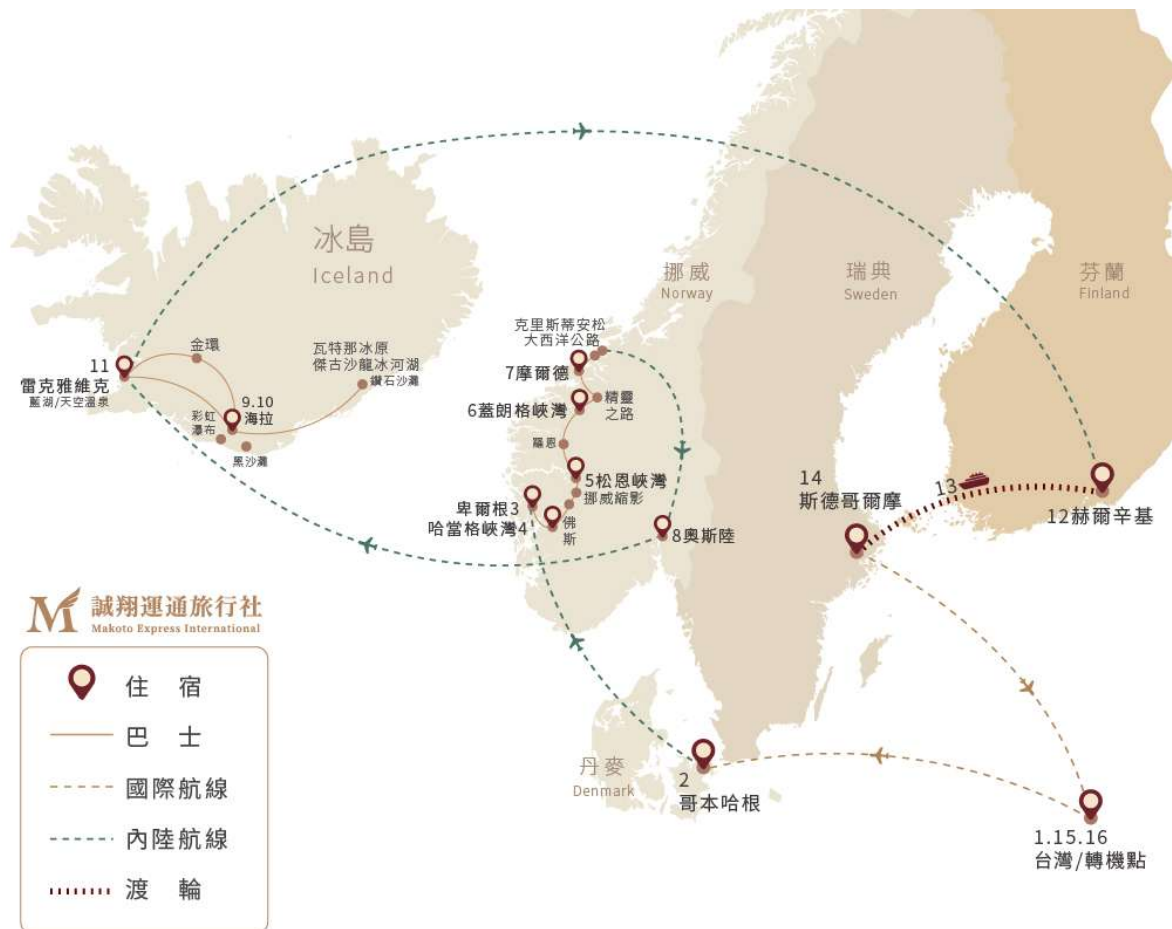 冰島
Iceland
挪威
Norway
瑞典
Sweden
芬蘭
Finland
克里斯蒂安松
大西洋公路
金環
瓦特那冰原
傑古沙龍冰河湖
鑽石沙灘
11
雷克雅維克
藍湖/天空溫泉
9.10
海拉
彩虹
瀑布
黑沙灘
7摩爾德
6蓋朗格峽灣
精靈
之路
羅恩
5松恩峽灣
挪威縮影
卑爾根3
哈當格峽灣4
佛
斯
8奧斯陸
14
斯德哥爾摩
13
12赫爾辛基
丹麥
Denmark
2
哥本哈根
1.15.16
台灣/轉機點
M 誠翔運通旅行社
Makoto Express International
住 宿
巴 士
國際航線
內陸航線
渡 輪